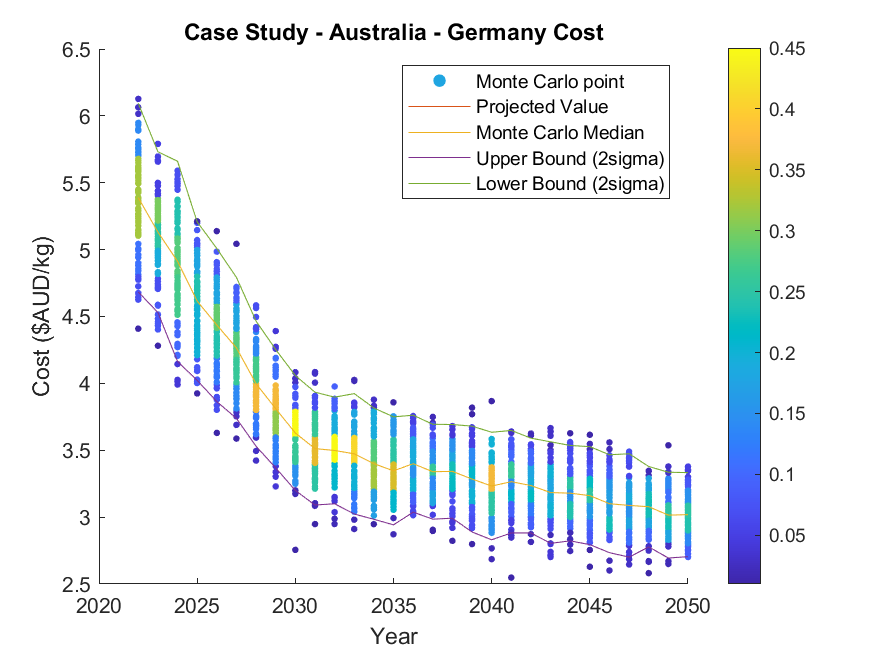 Case Study - Australia - Germany Cost
Cost ($AUD/kg)
6.5
6
5.5
5
4.5
4
3.5
3
2.5
Monte Carlo point
Projected Value
Monte Carlo Median
Upper Bound (2sigma)
Lower Bound (2sigma)
0.45
0.4
0.35
0.3
0.25
0.2
0.15
0.1
0.05
2020 2025 2030 2035 2040 2045 2050
Year